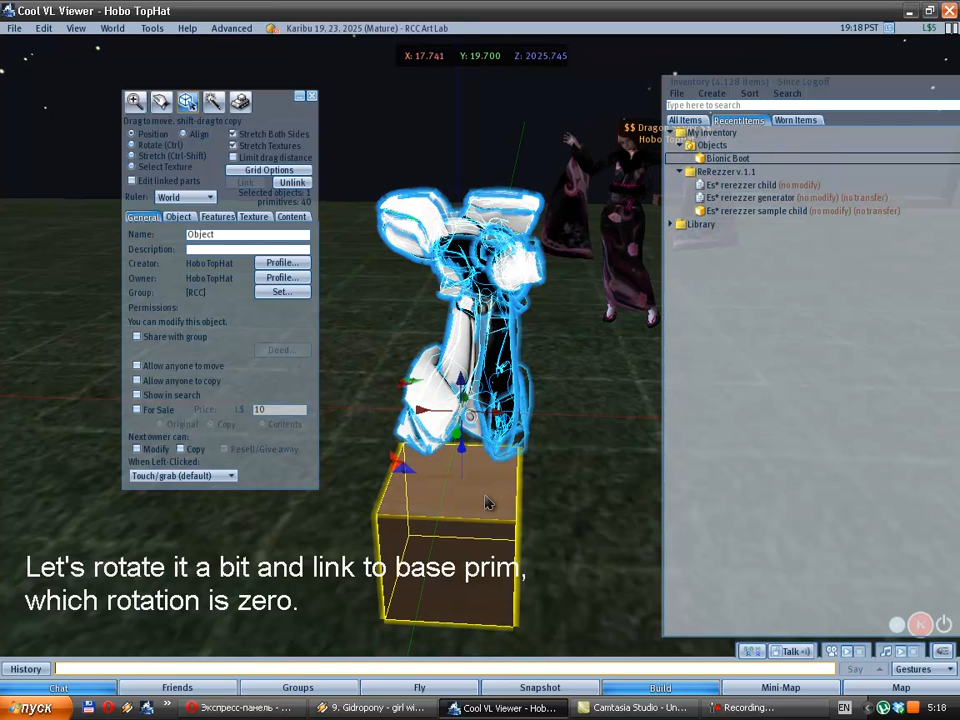 Cool VL Viewer - Hobo TopHat
File Edit View World Tools Help Advanced Karibu 19, 23, 2025 (Mature) - RCC Art Lab 19:18 PST L$5
X: 17.741 Y: 19.700 Z: 2025.745
Drag to move, shift-drag to copy
Position Align
Rotate (Ctrl)
Stretch (Ctrl-Shift)
Select Texture
Edit linked parts
Stretch Both Sides
Stretch Textures
Limit drag distance
Grid Options
Link Unlink
Ruler: World
Selected objects: 1
primitives: 40
General Object Features Texture Content
Name: Object
Description:
Creator: Hobo TopHat Profile...
Owner: Hobo TopHat Profile...
Group: [RCC] Set...
Permissions:
You can modify this object.
Share with group
Deed...
Allow anyone to move
Allow anyone to copy
Show in search
For Sale Price: L$ 10
Original Copy Contents
Next owner can:
Modify Copy Resell/Give away
When Left-Clicked:
Touch/grab (default)
$$ Dragon
Hobo
Inventory (4,128 items) - Since Logoff
File Create Sort Search
Type here to search
All Items Recent Items Worn Items
My Inventory
Objects
Bionic Boot
ReRezzer v.1.1
Es* rerezzer child (no modify)
Es* rerezzer generator (no modify) (no transfer)
Es* rerezzer sample child (no modify) (no transfer)
Library
Let's rotate it a bit and link to base prim,
which rotation is zero.
Talk
History Say Gestures
Chat Friends Groups Fly Snapshot Build Mini-Map Map
пуск Экспресс-панель - ... 9. Gidropony - girl wi... Cool VL Viewer - Hob... Camtasia Studio - Un... Recording... EN 5:18